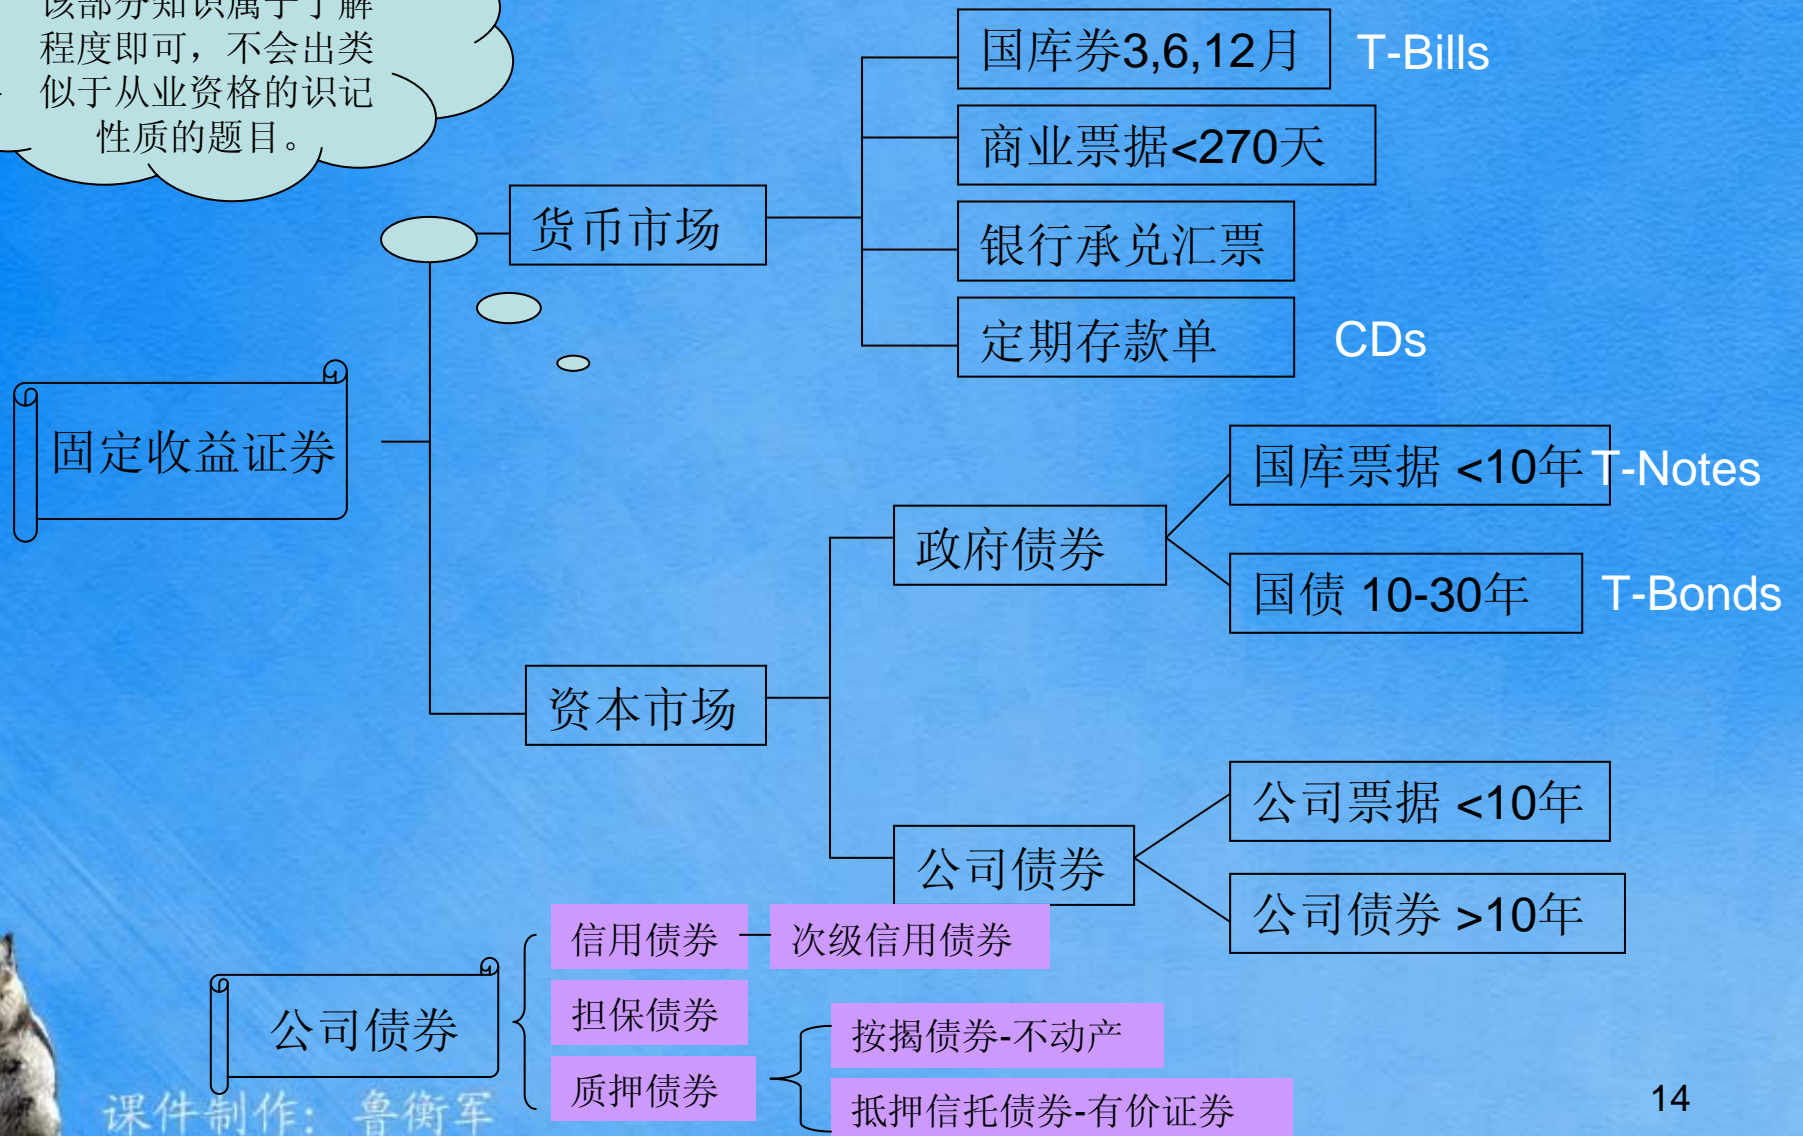 该部分知识属于了解
程度即可，不会出类
似于从业资格的识记
性质的题目。
国库券3,6,12月
T-Bills
商业票据<270天
货币市场
银行承兑汇票
定期存款单
CDs
固定收益证券
国库票据 <10年
T-Notes
政府债券
国债 10-30年
T-Bonds
资本市场
公司票据 <10年
公司债券
公司债券 >10年
信用债券
次级信用债券
公司债券
担保债券
按揭债券-不动产
质押债券
抵押信托债券-有价证券
课件制作: 鲁衡军
14